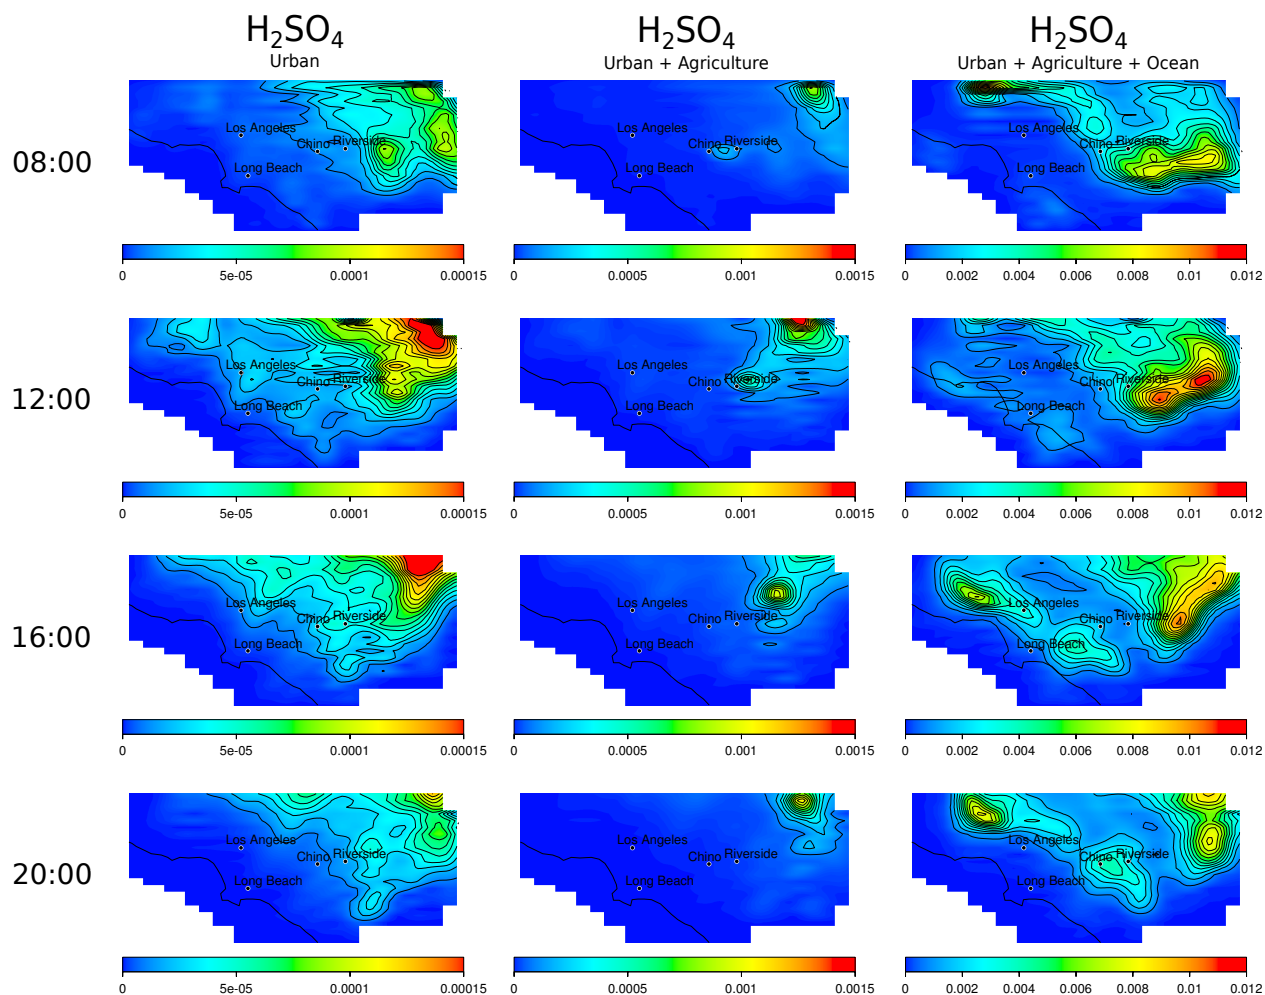 H₂SO₄ H₂SO₄ H₂SO₄
Urban Urban + Agriculture Urban + Agriculture + Ocean
08:00
Los Angeles Chino Riverside Long Beach
Los Angeles Chino Riverside Long Beach
Los Angeles Chino Riverside Long Beach
0 5e-05 0.0001 0.00015
0 0.0005 0.001 0.0015
0 0.002 0.004 0.006 0.008 0.01 0.012
12:00
Los Angeles Chino Riverside Long Beach
Los Angeles Chino Riverside Long Beach
Los Angeles Chino Riverside Long Beach
0 5e-05 0.0001 0.00015
0 0.0005 0.001 0.0015
0 0.002 0.004 0.006 0.008 0.01 0.012
16:00
Los Angeles Chino Riverside Long Beach
Los Angeles Chino Riverside Long Beach
Los Angeles Chino Riverside Long Beach
0 5e-05 0.0001 0.00015
0 0.0005 0.001 0.0015
0 0.002 0.004 0.006 0.008 0.01 0.012
20:00
Los Angeles Chino Riverside Long Beach
Los Angeles Chino Riverside Long Beach
Los Angeles Chino Riverside Long Beach
0 5e-05 0.0001 0.00015
0 0.0005 0.001 0.0015
0 0.002 0.004 0.006 0.008 0.01 0.012